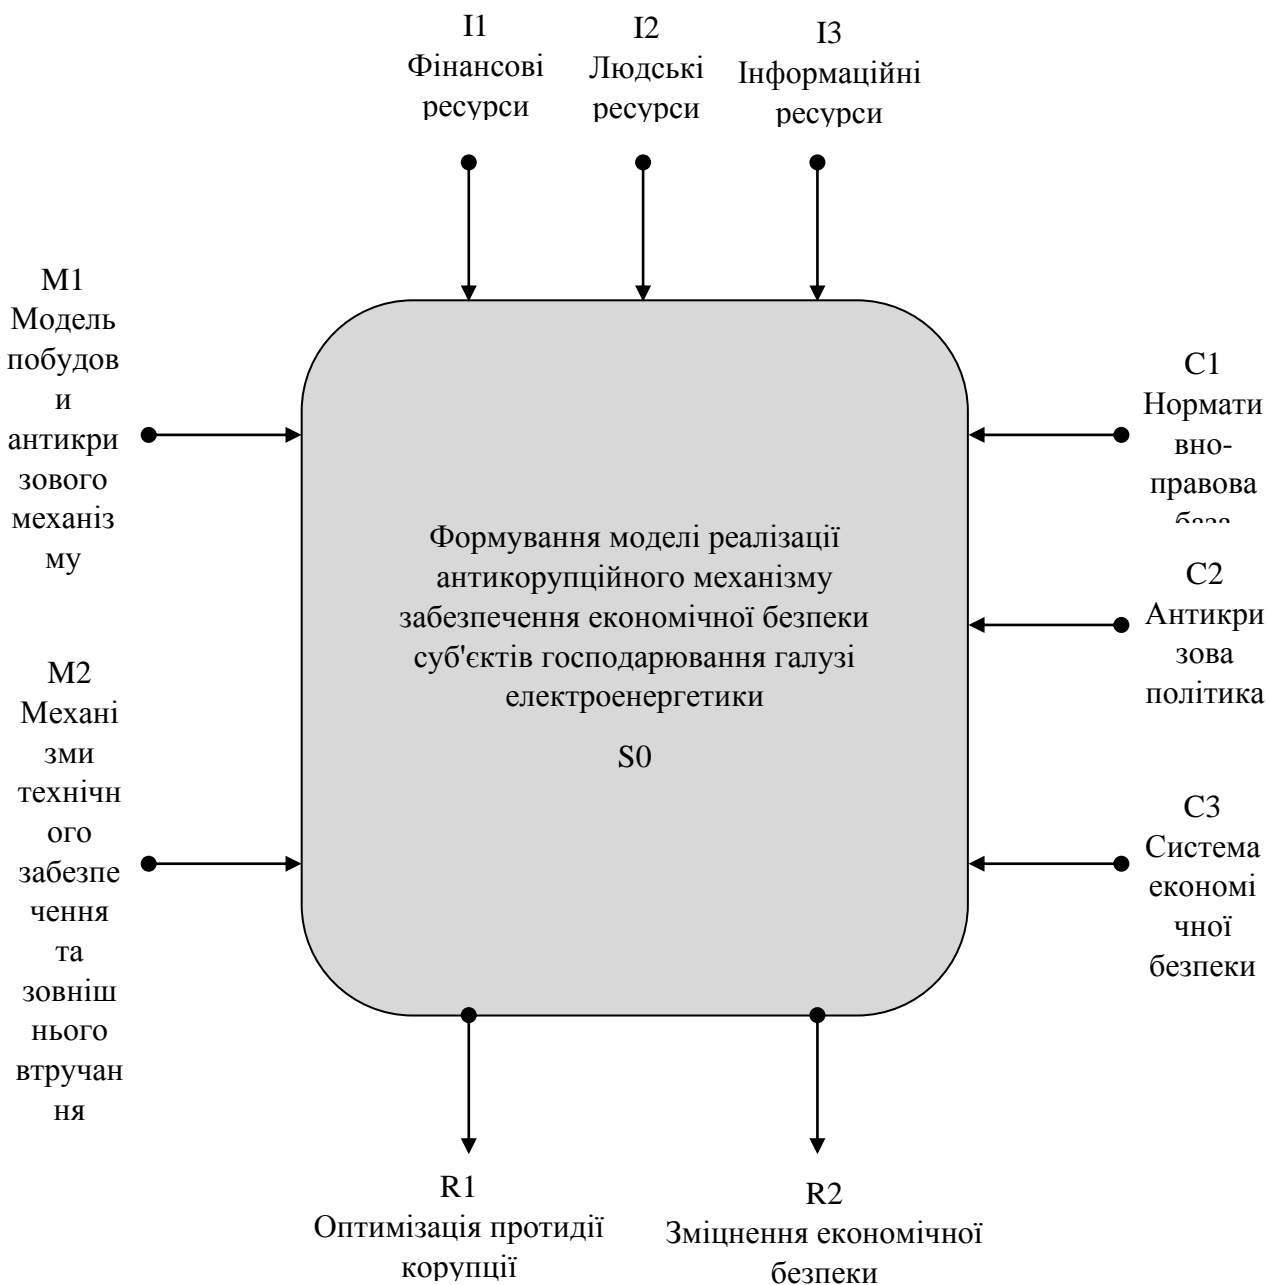 I1
Фінансові
ресурси
I2
Людські
ресурси
I3
Інформаційні
ресурси
M1
Модель
побудов
и
антикри
зового
механіз
му
M2
Механі
зми
технічн
ого
забезпе
чення
та
зовніш
нього
втручан
ня
Формування моделі реалізації
антикорупційного механізму
забезпечення економічної безпеки
суб'єктів господарювання галузі
електроенергетики
S0
C1
Нормати
вно-
правова
база
C2
Антикри
зова
політика
C3
Система
економі
чної
безпеки
R1
Оптимізація протидії
корупції
R2
Зміцнення економічної
безпеки